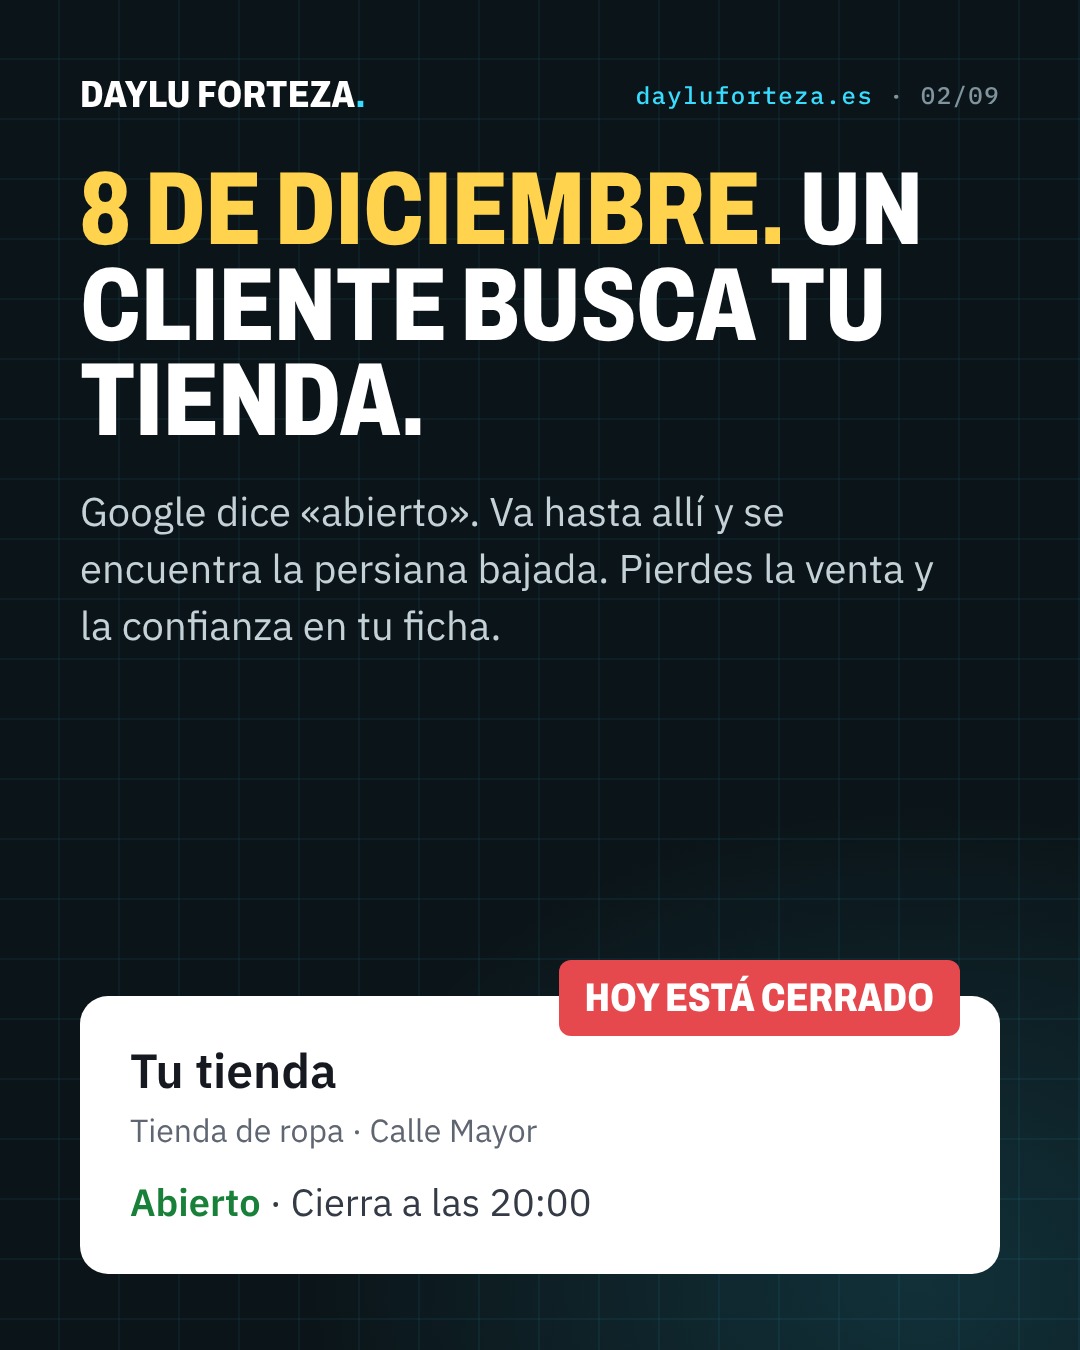 DAYLU FORTEZA.
dayluforteza.es · 02/09
8 DE DICIEMBRE. UN
CLIENTE BUSCA TU
TIENDA.
Google dice «abierto». Va hasta allí y se
encuentra la persiana bajada. Pierdes la venta y
la confianza en tu ficha.
HOY ESTÁ CERRADO
Tu tienda
Tienda de ropa · Calle Mayor
Abierto · Cierra a las 20:00